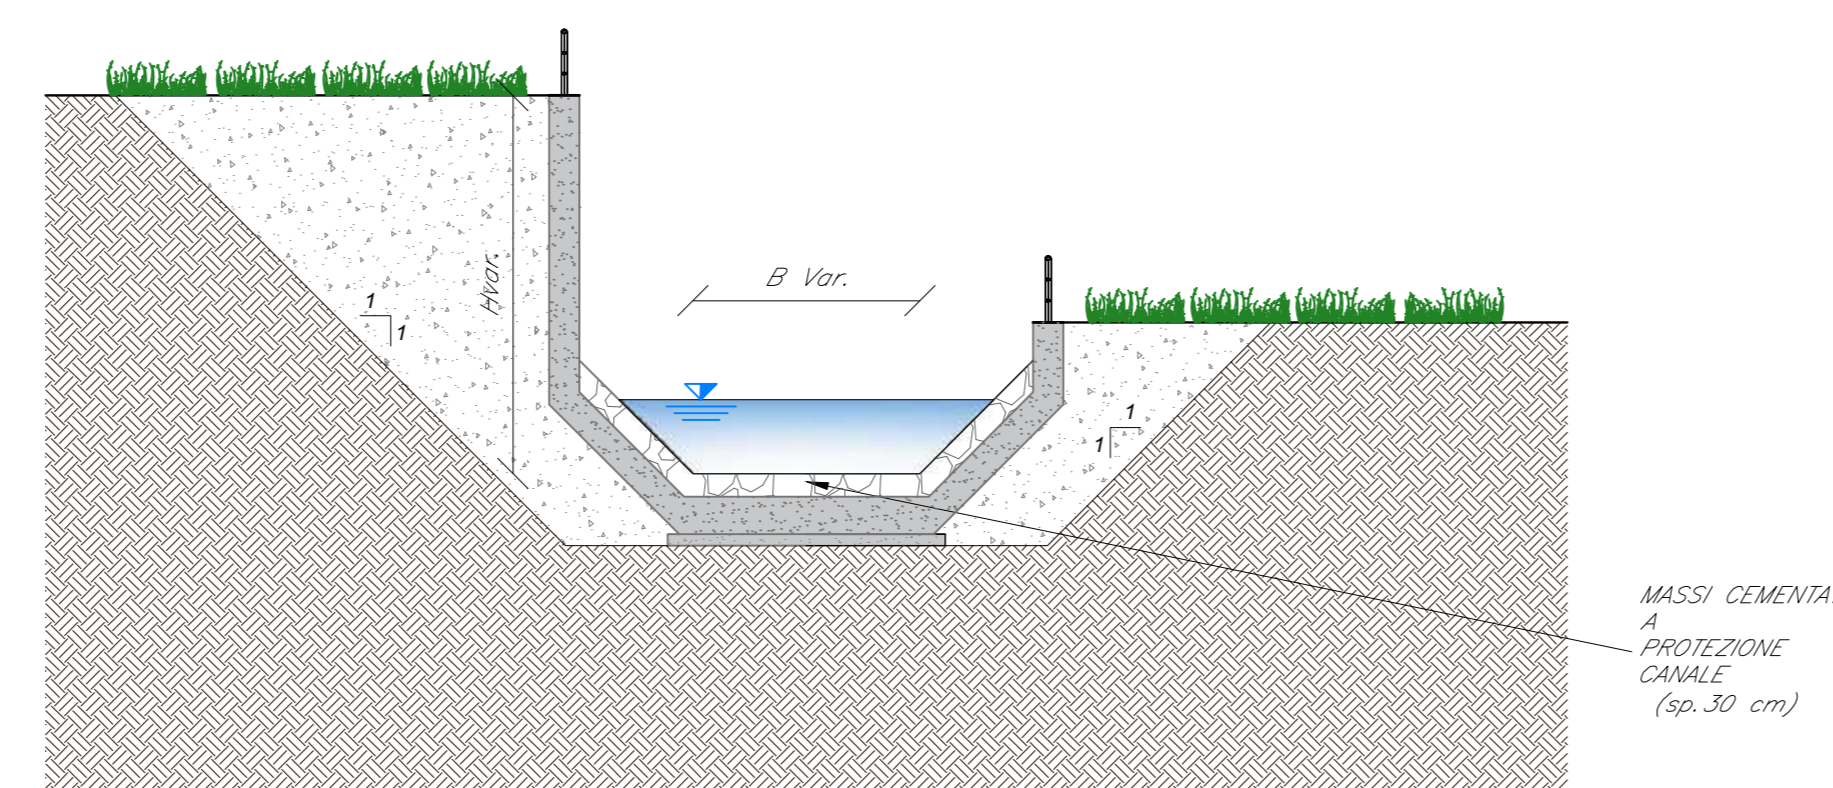 B Var.
Hvar.
1
1
1
1
MASSI CEMENTA
A
PROTEZIONE
CANALE
(sp. 30 cm)